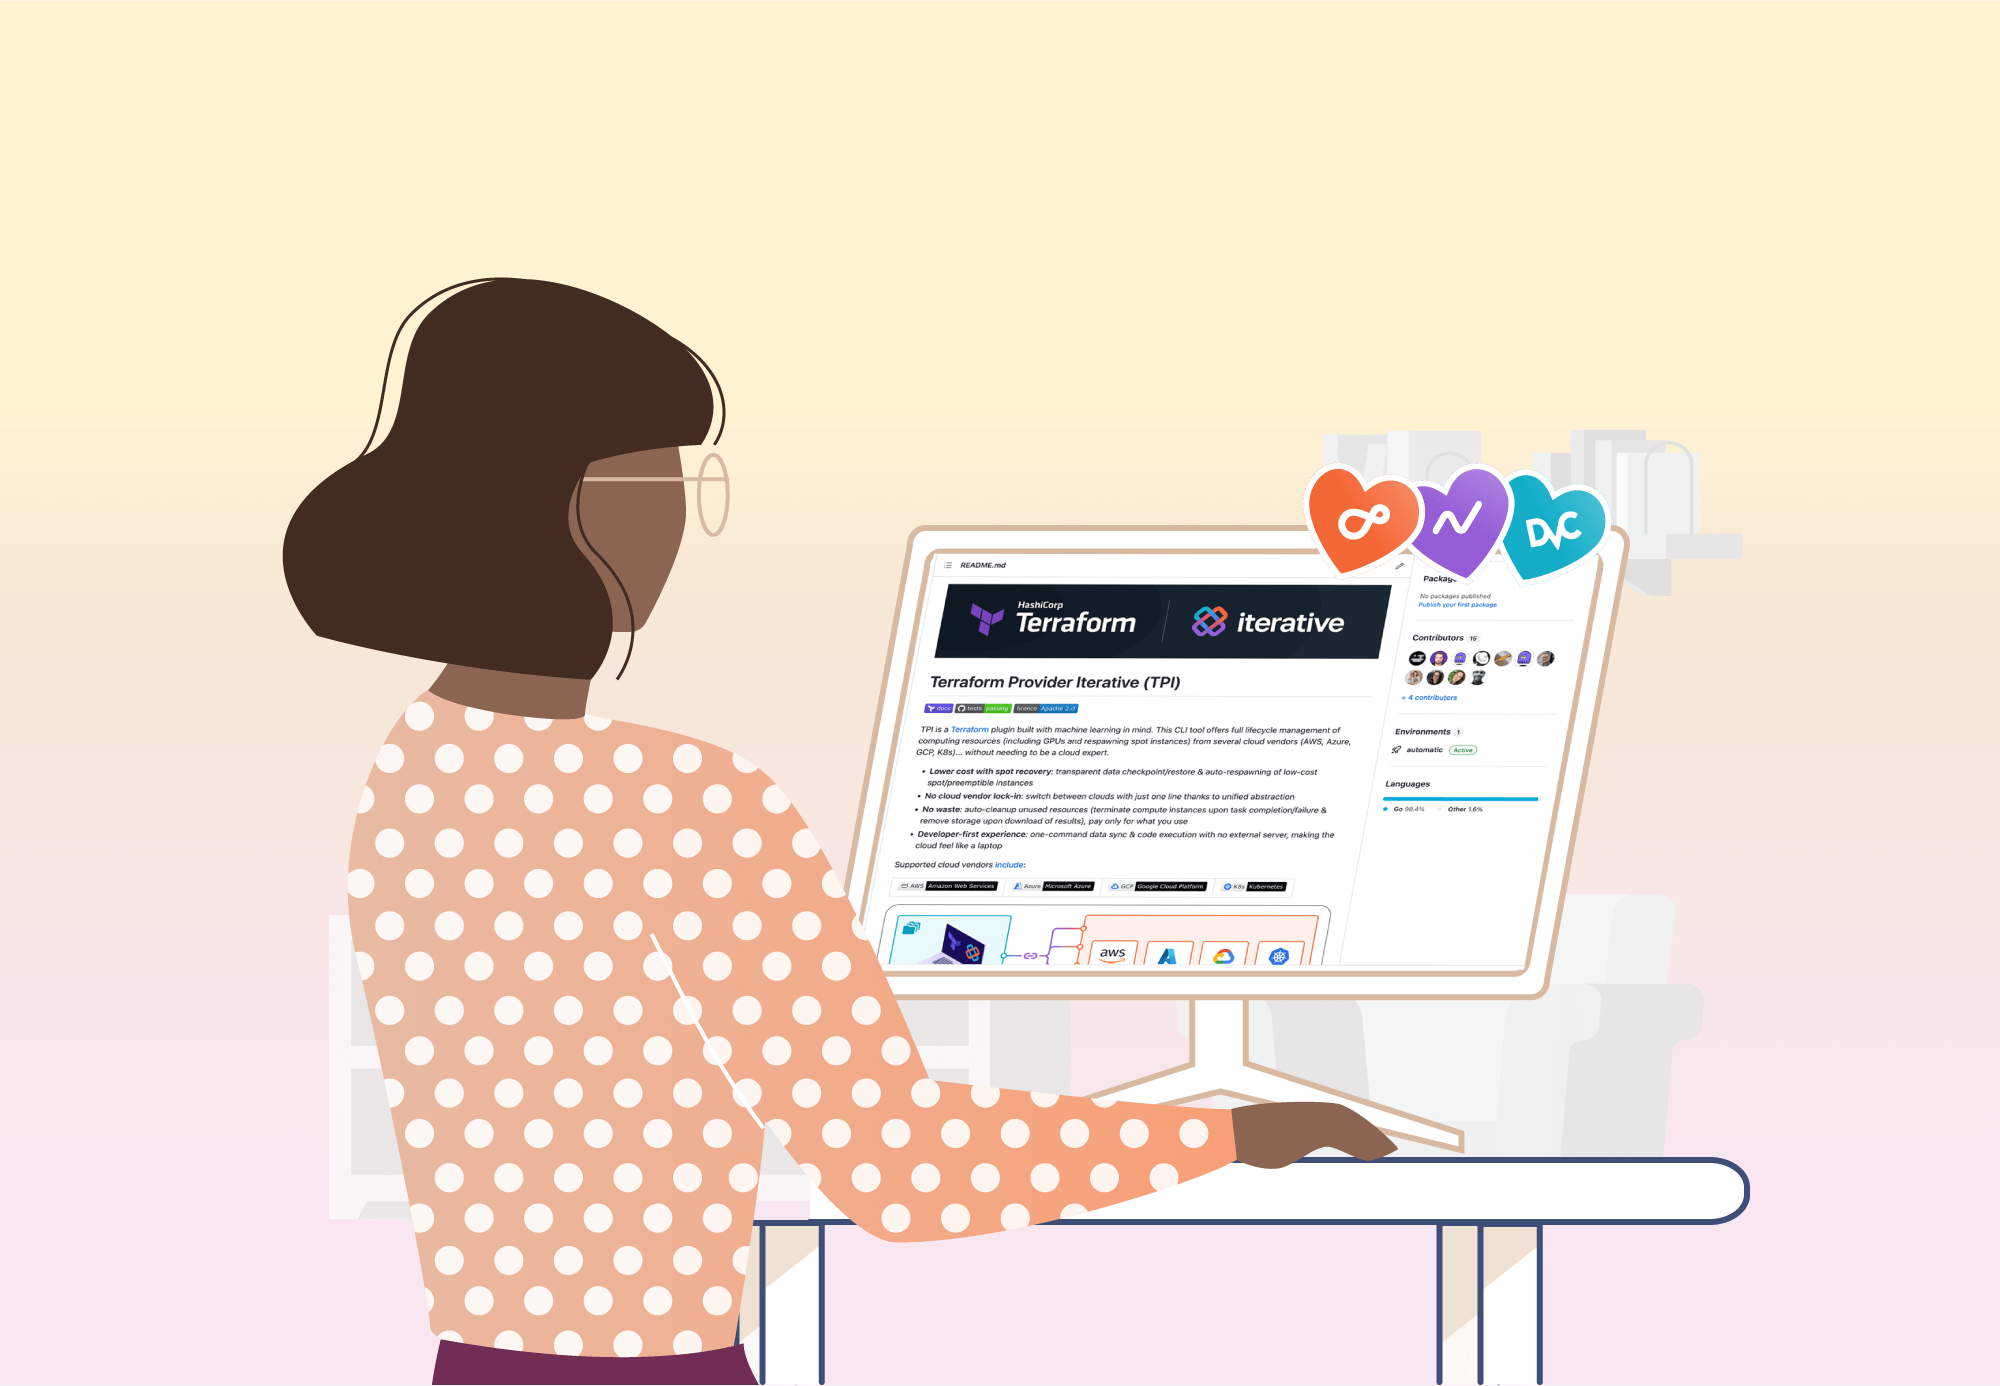 DVC
README.md
HashiCorp
Terraform
iterative
Terraform Provider Iterative (TPI)
docs tests passing licence Apache 2.0
TPI is a Terraform plugin built with machine learning in mind. This CLI tool offers full lifecycle management of
computing resources (including GPUs and respawning spot instances) from several cloud vendors (AWS, Azure,
GCP, K8s)... without needing to be a cloud expert.
• Lower cost with spot recovery: transparent data checkpoint/restore & auto-respawning of low-cost
spot/preemptible instances
• No cloud vendor lock-in: switch between clouds with just one line thanks to unified abstraction
• No waste: auto-cleanup unused resources (terminate compute instances upon task completion/failure &
remove storage upon download of results), pay only for what you use
• Developer-first experience: one-command data sync & code execution with no external server, making the
cloud feel like a laptop
Supported cloud vendors include:
AWS Amazon Web Services Azure Microsoft Azure GCP Google Cloud Platform K8s Kubernetes
aws
Packag
No packages published
Publish your first package
Contributors 15
+ 4 contributors
Environments 1
automatic Active
Languages
Go 98.4% Other 1.6%